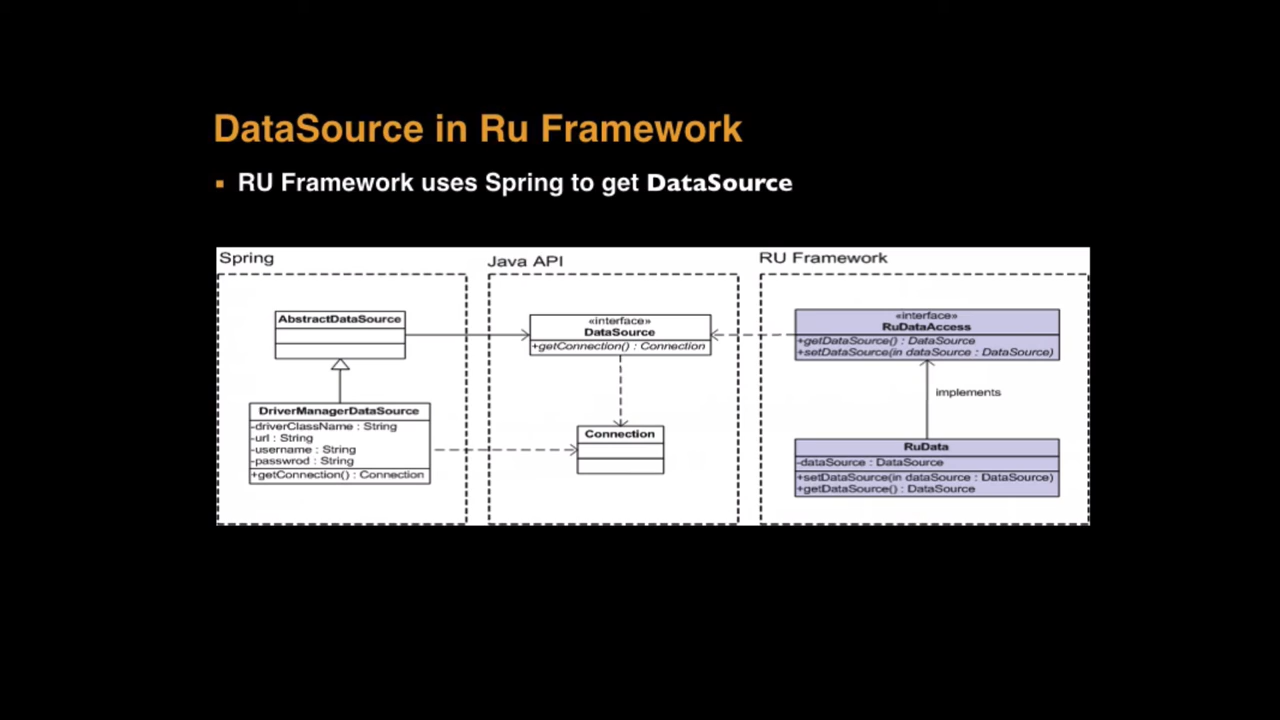 DataSource in Ru Framework
RU Framework uses Spring to get DataSource
Spring
AbstractDataSource
DriverManagerDataSource
-driverClassName : String
-url : String
-username : String
-passwrod : String
+getConnection() : Connection
Java API
«interface»
DataSource
+getConnection() : Connection
Connection
RU Framework
«interface»
RuDataAccess
+getDataSource() : DataSource
+setDataSource(in dataSource : DataSource)
implements
RuData
-dataSource : DataSource
+setDataSource(in dataSource : DataSource)
+getDataSource() : DataSource